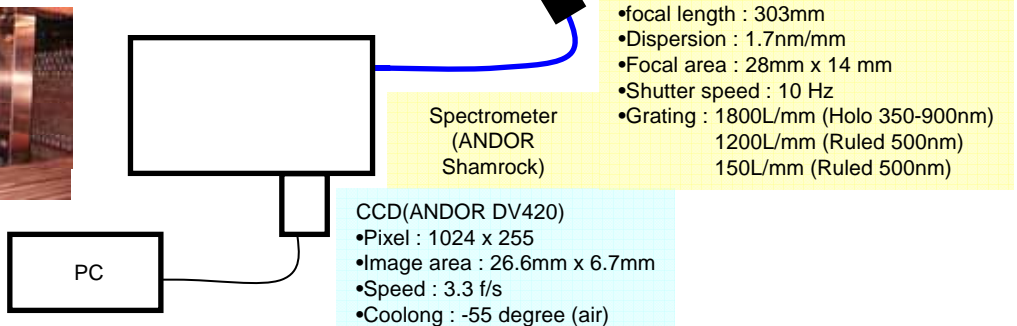 •focal length : 303mm
•Dispersion : 1.7nm/mm
•Focal area : 28mm x 14 mm
•Shutter speed : 10 Hz
•Grating : 1800L/mm (Holo 350-900nm)
1200L/mm (Ruled 500nm)
150L/mm (Ruled 500nm)
Spectrometer
(ANDOR
Shamrock)
CCD(ANDOR DV420)
•Pixel : 1024 x 255
•Image area : 26.6mm x 6.7mm
•Speed : 3.3 f/s
•Coolong : -55 degree (air)
PC